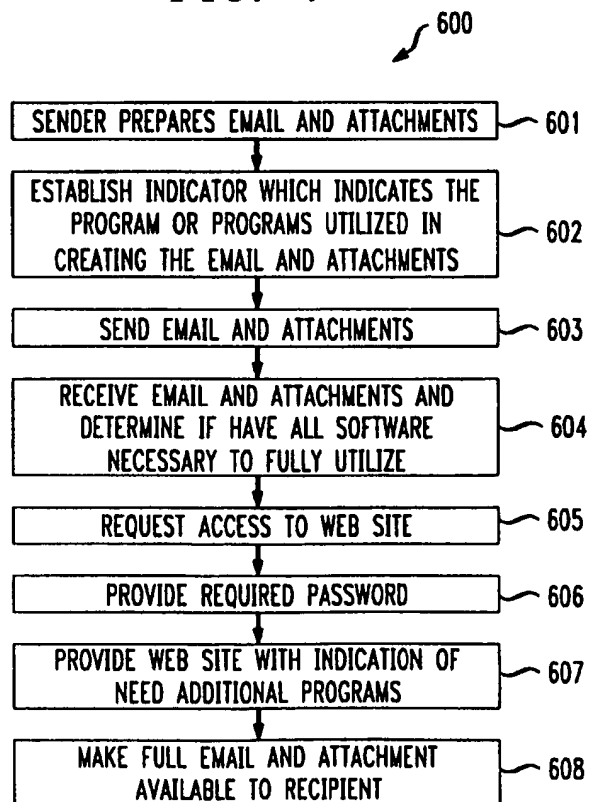 600
SENDER PREPARES EMAIL AND ATTACHMENTS
601
ESTABLISH INDICATOR WHICH INDICATES THE
PROGRAM OR PROGRAMS UTILIZED IN
CREATING THE EMAIL AND ATTACHMENTS
602
SEND EMAIL AND ATTACHMENTS
603
RECEIVE EMAIL AND ATTACHMENTS AND
DETERMINE IF HAVE ALL SOFTWARE
NECESSARY TO FULLY UTILIZE
604
REQUEST ACCESS TO WEB SITE
605
PROVIDE REQUIRED PASSWORD
606
PROVIDE WEB SITE WITH INDICATION OF
NEED ADDITIONAL PROGRAMS
607
MAKE FULL EMAIL AND ATTACHMENT
AVAILABLE TO RECIPIENT
608